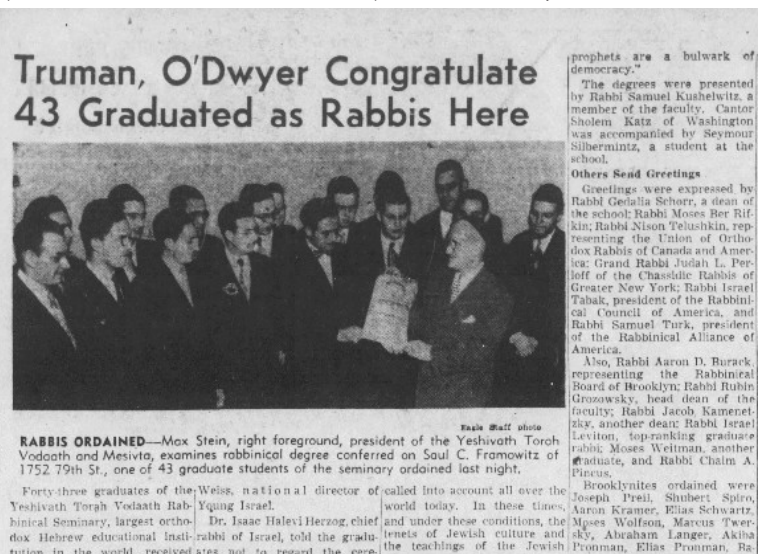 Truman, O'Dwyer Congratulate
43 Graduated as Rabbis Here
Eagle Staff photo
RABBIS ORDAINED—Max Stein, right foreground, president of the Yeshivath Torah
Vodaath and Mesivta, examines rabbinical degree conferred on Saul C. Framowitz of
1752 79th St., one of 43 graduate students of the seminary ordained last night.
Forty-three graduates of the
Yeshivath Torah Vodaath Rab-
binical Seminary, largest ortho-
dox Hebrew educational insti-
tution in the world, received
Weiss, national director of
Young Israel.
Dr. Isaac Halevi Herzog, chief
rabbi of Israel, told the gradu-
ates not to regard the cere-
called into account all over the
world today. In these times,
and under these conditions, the
tenets of Jewish culture and
the teachings of the Jewish
prophets are a bulwark of
democracy."
The degrees were presented
by Rabbi Samuel Kushelwitz, a
member of the faculty. Cantor
Sholem Katz of Washington
was accompanied by Seymour
Silbermintz, a student at the
school.
Others Send Greetings
Greetings were expressed by
Rabbi Gedalia Schorr, a dean of
the school; Rabbi Moses Ber Rif-
kin; Rabbi Nison Telushkin, rep-
resenting the Union of Ortho-
dox Rabbis of Canada and Amer-
ica; Grand Rabbi Judah L. Per-
loff of the Chassidic Rabbis of
Greater New York; Rabbi Israel
Tabak, president of the Rabbini-
cal Council of America, and
Rabbi Samuel Turk, president
of the Rabbinical Alliance of
America.
Also, Rabbi Aaron D. Burack,
representing the Rabbinical
Board of Brooklyn; Rabbi Rubin
Grozowsky, head dean of the
faculty; Rabbi Jacob Kamenet-
zky, another dean; Rabbi Israel
Leviton, top-ranking graduate
rabbi; Moses Weitman, another
graduate, and Rabbi Chaim A.
Pincus.
Brooklynites ordained were
Joseph Preil, Shubert Spiro,
Aaron Kramer, Elias Schwartz,
Moses Wolfson, Marcus Twer-
sky, Abraham Langer, Akiba
Pronman, Elias Pronman, Ra-